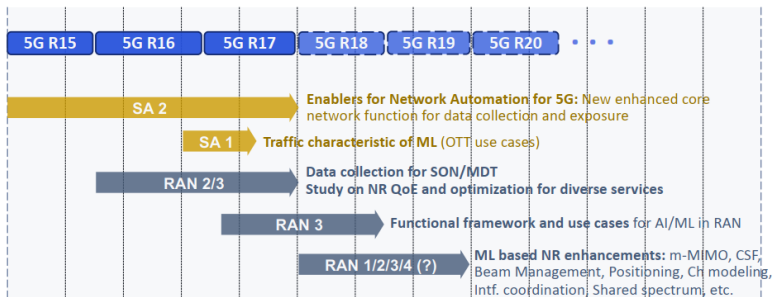 5G R15 5G R16 5G R17 5G R18 5G R19 5G R20 • • •
SA 2 Enablers for Network Automation for 5G: New enhanced core
network function for data collection and exposure
SA 1 Traffic characteristic of ML (OTT use cases)
RAN 2/3 Data collection for SON/MDT
Study on NR QoE and optimization for diverse services
RAN 3 Functional framework and use cases for AI/ML in RAN
RAN 1/2/3/4 (?) ML based NR enhancements: m-MIMO, CSF,
Beam Management, Positioning, Ch modeling,
Intf. coordination, Shared spectrum, etc.